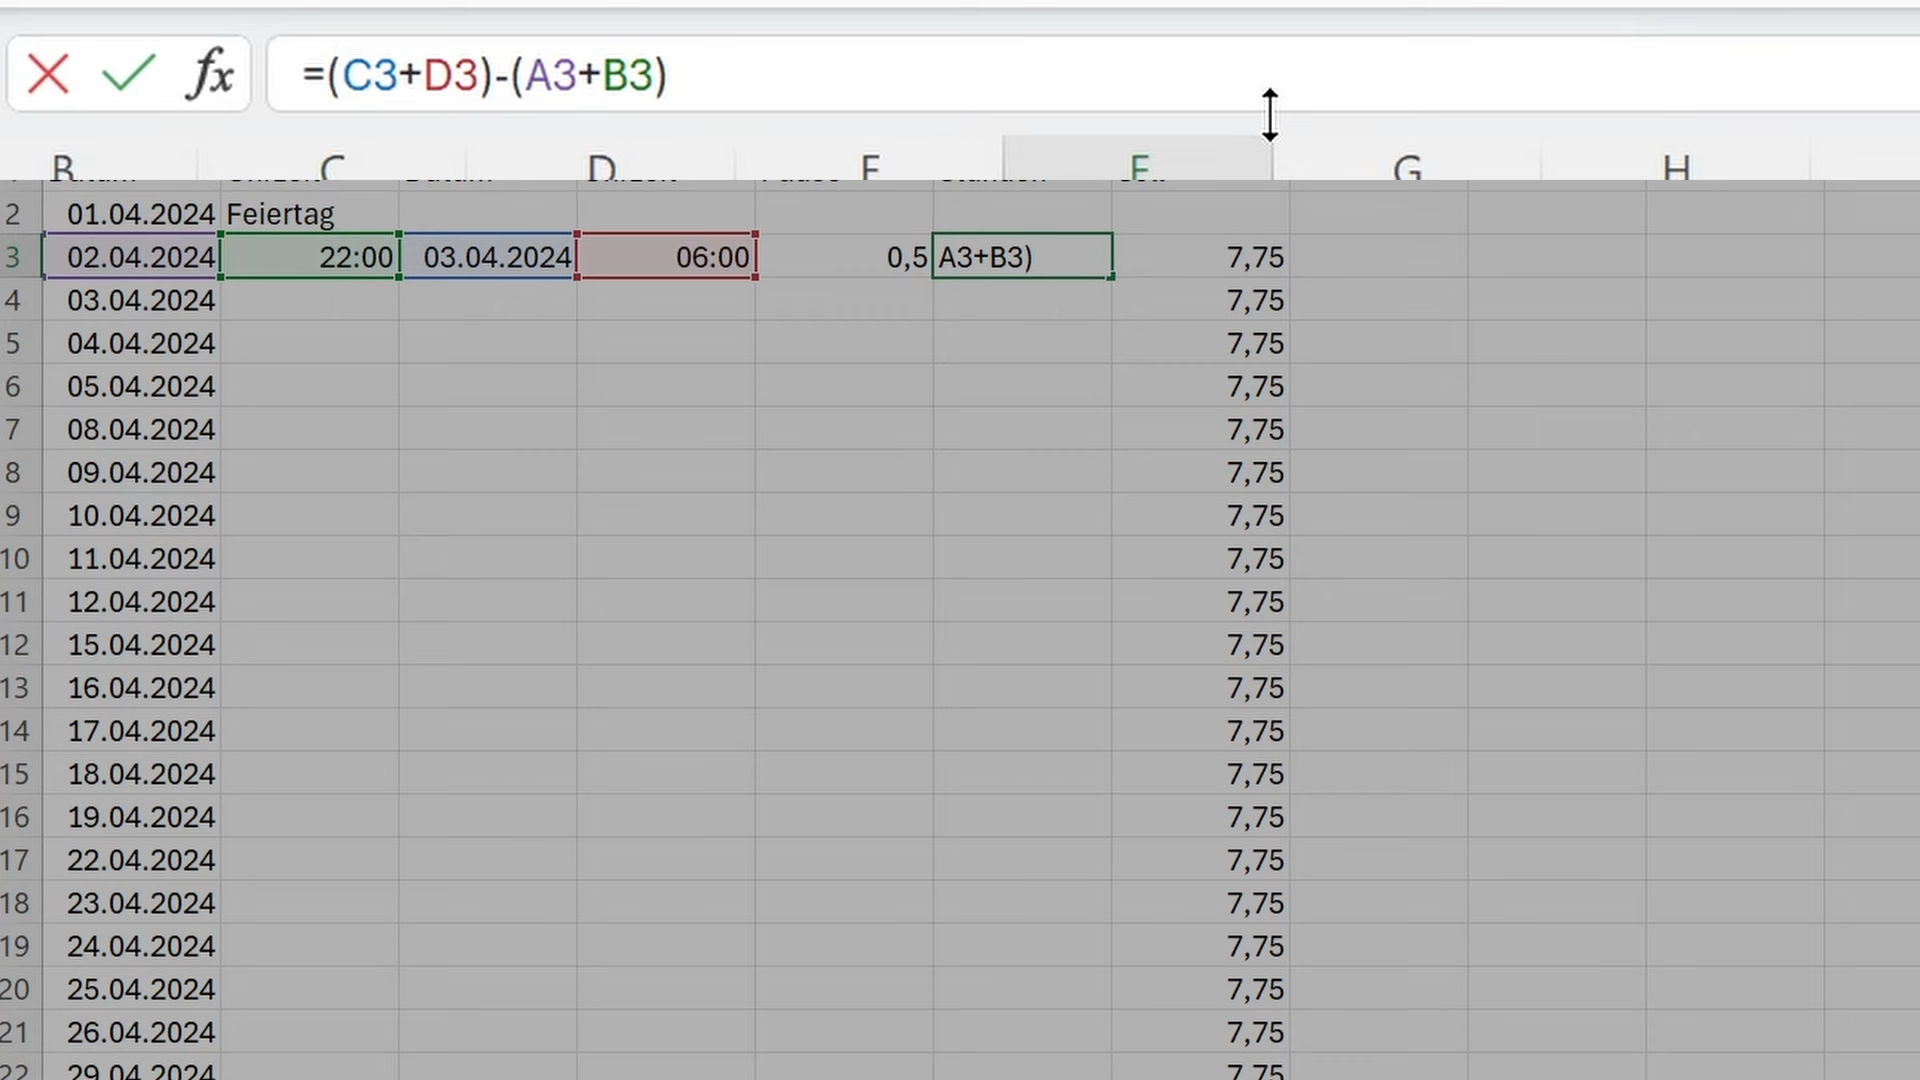 fx =(C3+D3)-(A3+B3)
B C D E F G H
2 01.04.2024 Feiertag
3 02.04.2024 22:00 03.04.2024 06:00 0,5 A3+B3) 7,75
4 03.04.2024 7,75
5 04.04.2024 7,75
6 05.04.2024 7,75
7 08.04.2024 7,75
8 09.04.2024 7,75
9 10.04.2024 7,75
10 11.04.2024 7,75
11 12.04.2024 7,75
12 15.04.2024 7,75
13 16.04.2024 7,75
14 17.04.2024 7,75
15 18.04.2024 7,75
16 19.04.2024 7,75
17 22.04.2024 7,75
18 23.04.2024 7,75
19 24.04.2024 7,75
20 25.04.2024 7,75
21 26.04.2024 7,75
22 29.04.2024 7,75